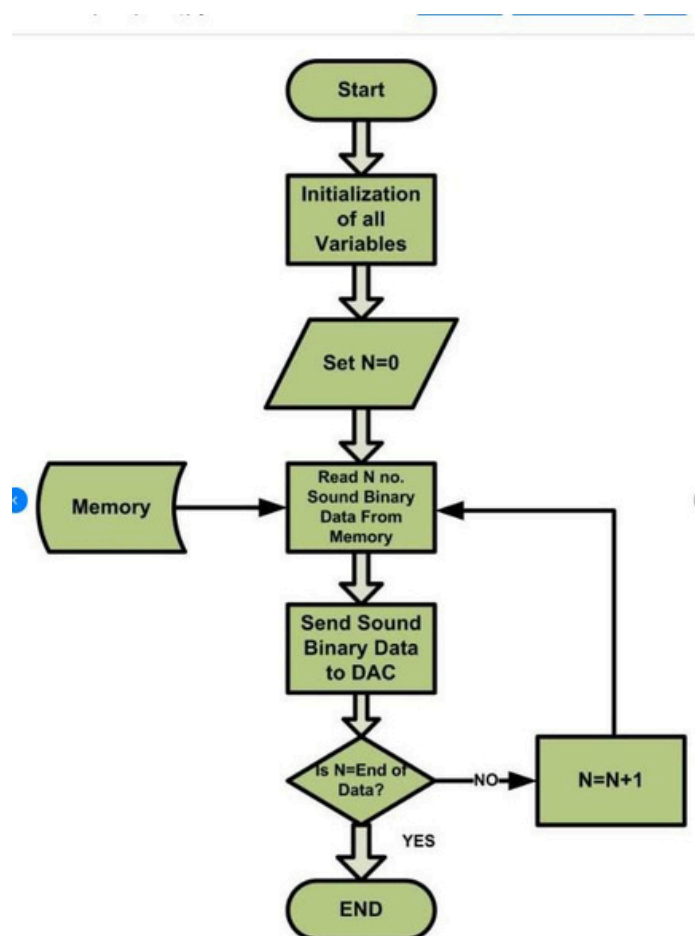 Start
Initialization
of all
Variables
Set N=0
Read N no.
Sound Binary
Data From
Memory
Memory
Send Sound
Binary Data
to DAC
Is N=End of
Data?
NO
N=N+1
YES
END